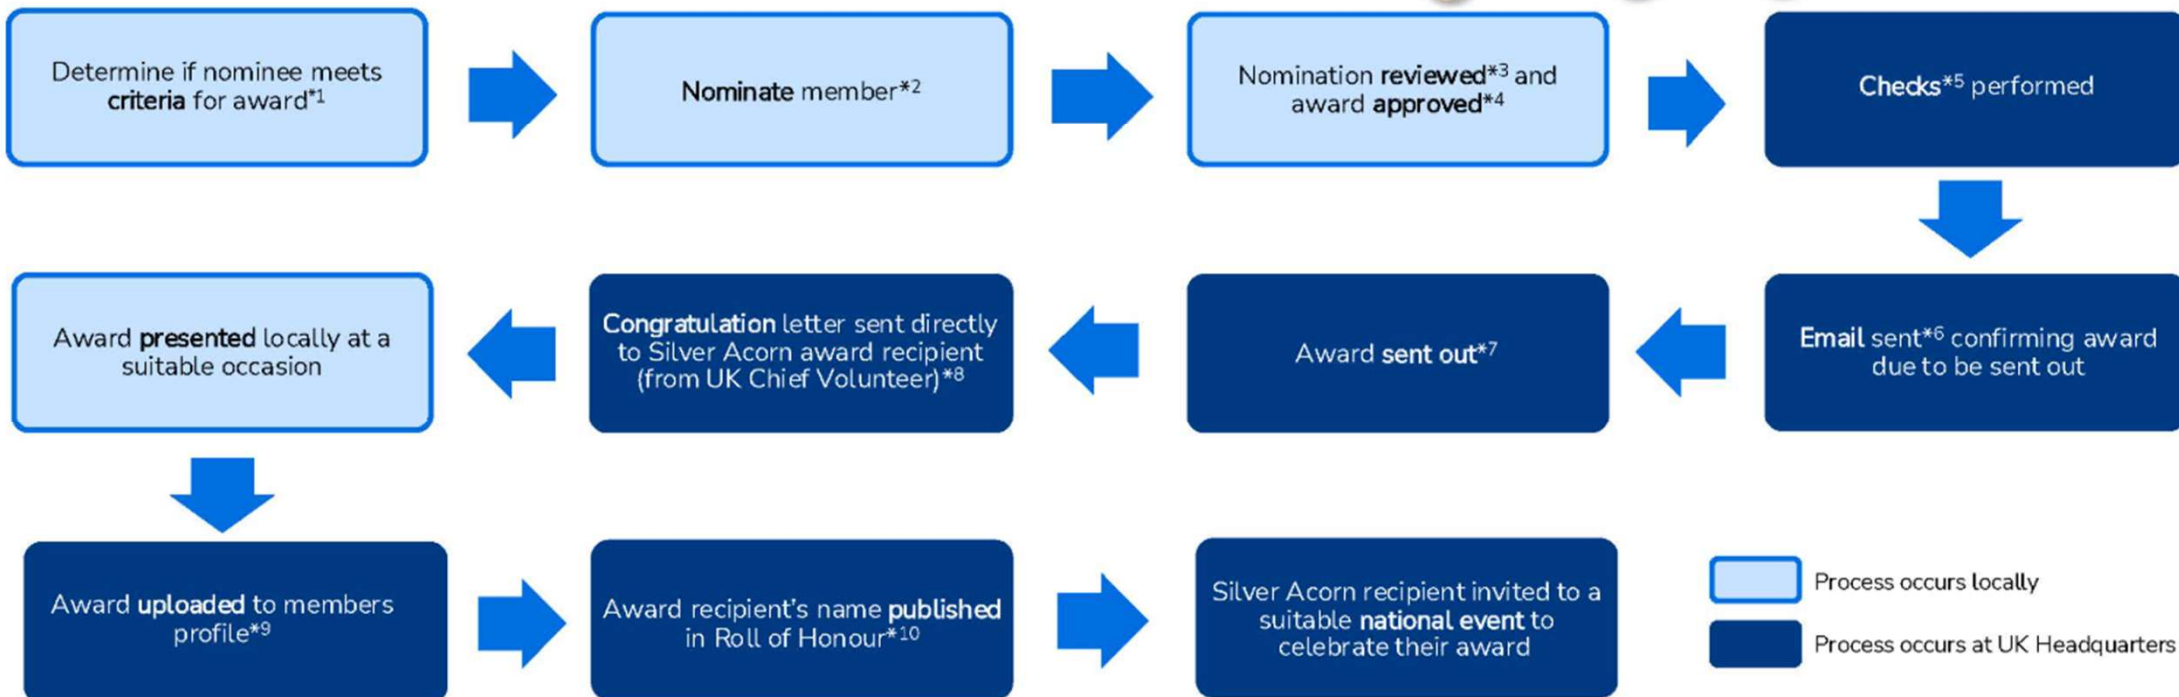 Determine if nominee meets
criteria for award*1
Nominate member*2
Nomination reviewed*3 and
award approved*4
Checks*5 performed
Email sent*6 confirming award
due to be sent out
Award sent out*7
Congratulation letter sent directly
to Silver Acorn award recipient
(from UK Chief Volunteer)*8
Award presented locally at a
suitable occasion
Award uploaded to members
profile*9
Award recipient's name published
in Roll of Honour*10
Silver Acorn recipient invited to a
suitable national event to
celebrate their award
Process occurs locally
Process occurs at UK Headquarters